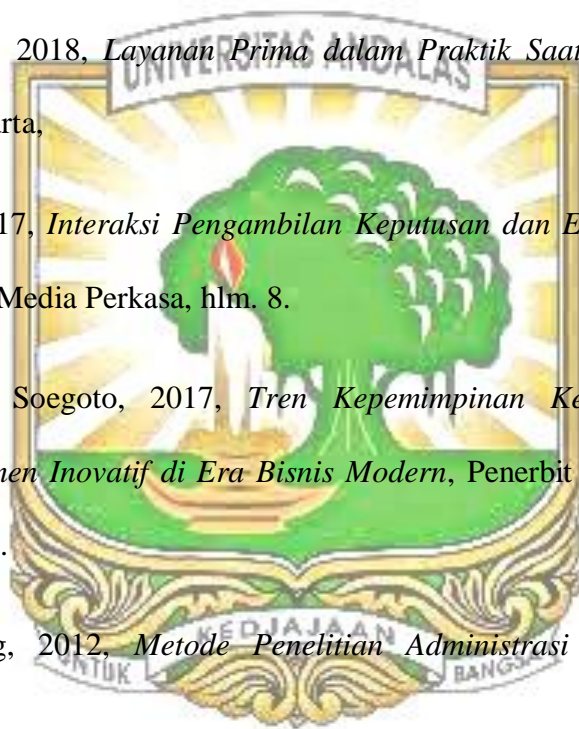 2018, Layanan Prima dalam Praktik Saat
UNIVERSITAS ANDALAS
arta,
17, Interaksi Pengambilan Keputusan dan E
Media Perkasa, hlm. 8.
Soegoto, 2017, Tren Kepemimpinan Ke
nen Inovatif di Era Bisnis Modern, Penerbit
.
g, 2012, Metode Penelitian Administrasi
KEDJAJAAN
UNTUK BANGSA